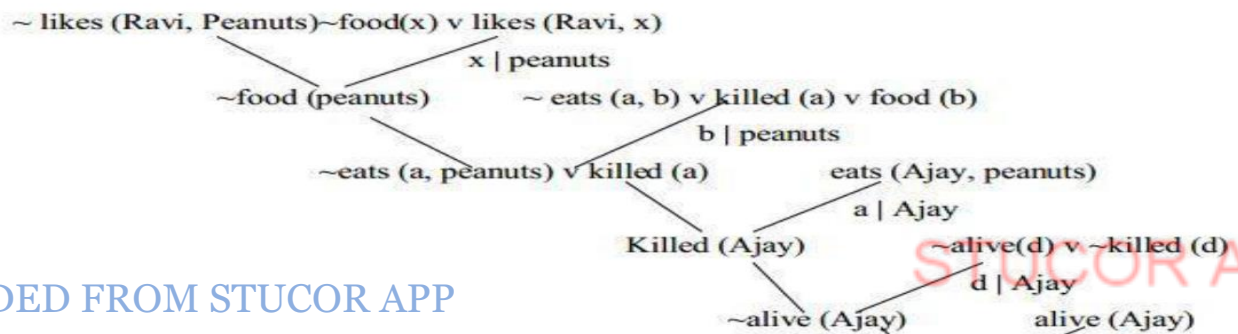 ~ likes (Ravi, Peanuts)~food(x) v likes (Ravi, x)
x | peanuts
~food (peanuts) ~ eats (a, b) v killed (a) v food (b)
b | peanuts
~eats (a, peanuts) v killed (a) eats (Ajay, peanuts)
a | Ajay
Killed (Ajay) ~alive(d) v ~killed (d)
STUCOR A
d | Ajay
DED FROM STUCOR APP
~alive (Ajay) alive (Ajay)